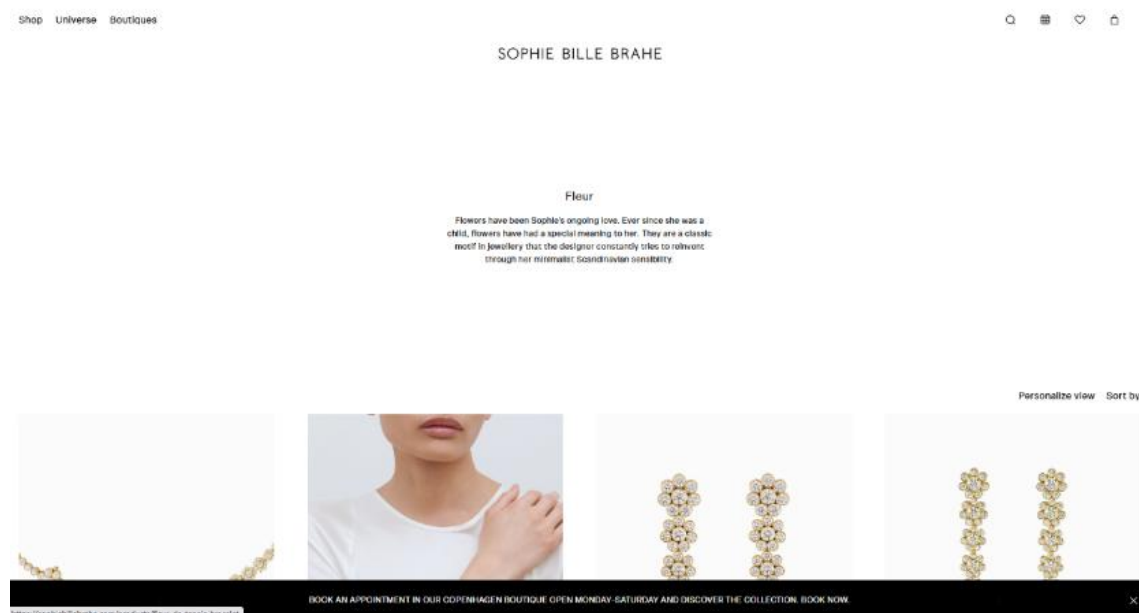 Shop Universe Boutiques
SOPHIE BILLE BRAHE
Fleur
Flowers have been Sophie's ongoing love. Ever since she was a
child, flowers have had a special meaning to her. They are a classic
motif in jewellery that the designer constantly tries to reinvent
through her minimalist Scandinavian sensibility.
Personalize view Sort by
BOOK AN APPOINTMENT IN OUR COPENHAGEN BOUTIQUE OPEN MONDAY-SATURDAY AND DISCOVER THE COLLECTION. BOOK NOW.